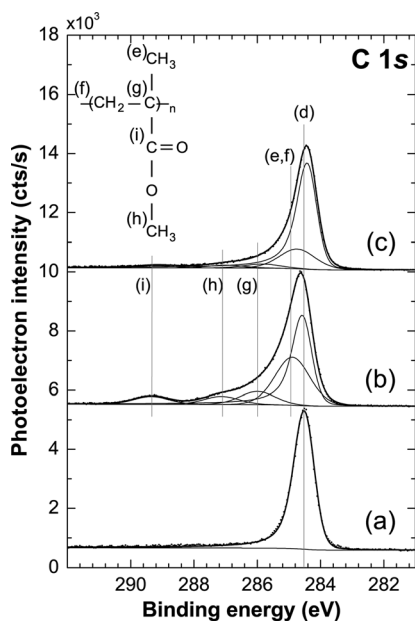 ×10³
18
16
14
12
10
8
6
4
2
0
Photoelectron intensity (cts/s)
C 1s
(e) CH₃
(f) (g) (d)
(CH₂ C)n
(i) (e,f)
C = O
O
(h) CH₃
(c)
(i) (h) (g)
(b)
(a)
290 288 286 284 282
Binding energy (eV)